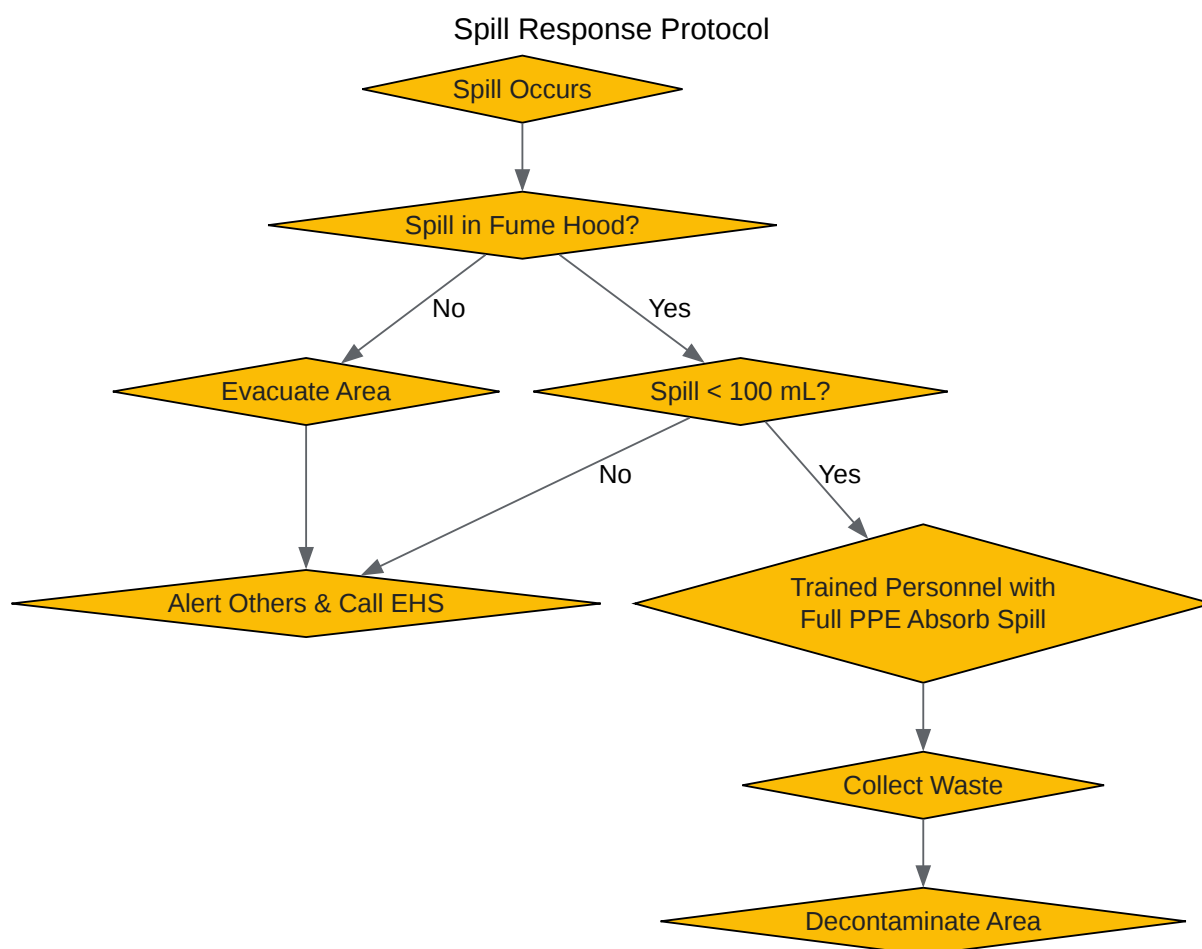 Spill Response Protocol
Spill Occurs
Spill in Fume Hood?
No
Yes
Evacuate Area
Spill < 100 mL?
No
Yes
Alert Others & Call EHS
Trained Personnel with
Full PPE Absorb Spill
Collect Waste
Decontaminate Area